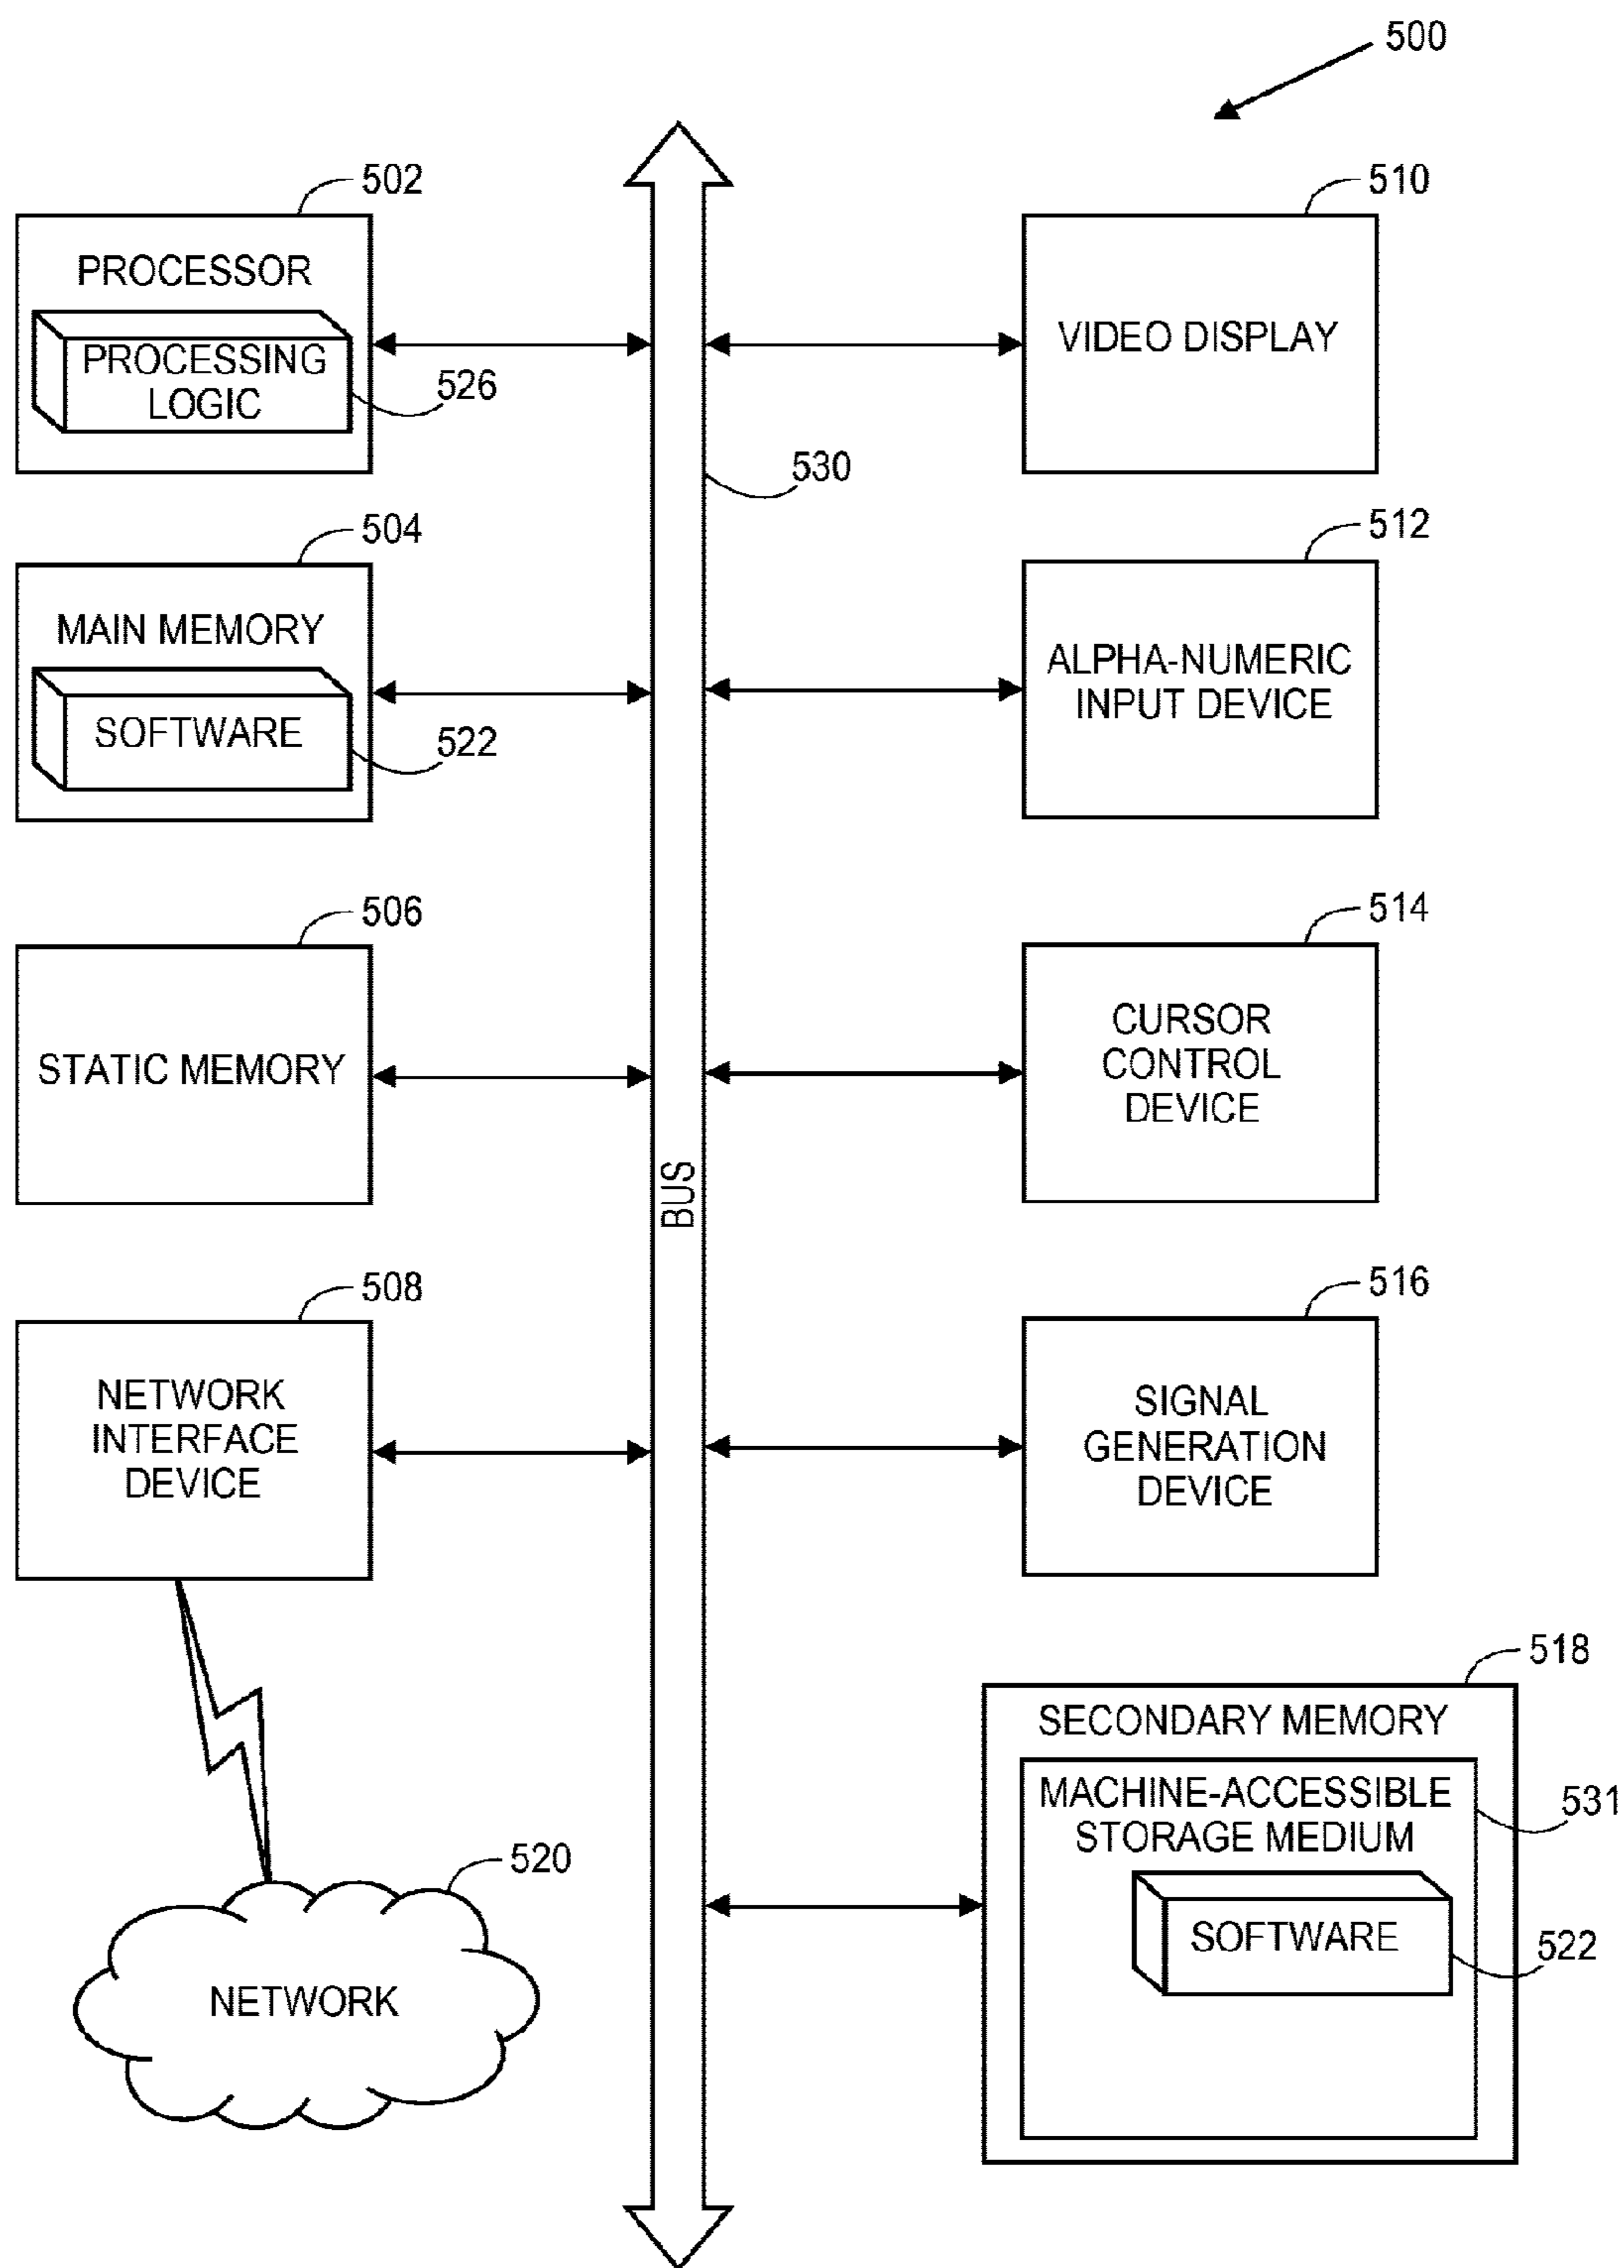 500
502
PROCESSOR
PROCESSING
LOGIC
526
504
MAIN MEMORY
SOFTWARE
522
506
STATIC MEMORY
508
NETWORK
INTERFACE
DEVICE
520
NETWORK
530
BUS
510
VIDEO DISPLAY
512
ALPHA-NUMERIC
INPUT DEVICE
514
CURSOR
CONTROL
DEVICE
516
SIGNAL
GENERATION
DEVICE
518
SECONDARY MEMORY
MACHINE-ACCESSIBLE
STORAGE MEDIUM
531
SOFTWARE
522